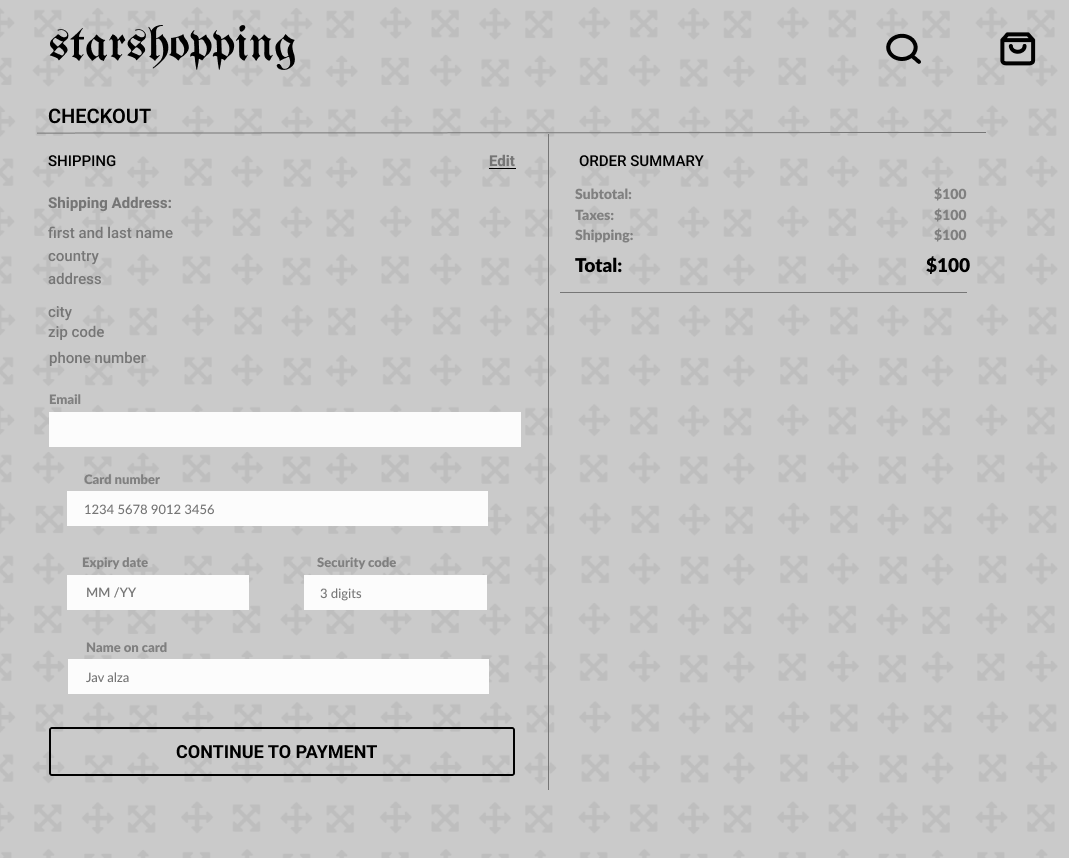 starshopping
CHECKOUT
SHIPPING
Edit
Shipping Address:
first and last name
country
address
city
zip code
phone number
Email
Card number
1234 5678 9012 3456
Expiry date
Security code
MM /YY
3 digits
Name on card
Jav alza
CONTINUE TO PAYMENT
ORDER SUMMARY
Subtotal: $100
Taxes: $100
Shipping: $100
Total: $100